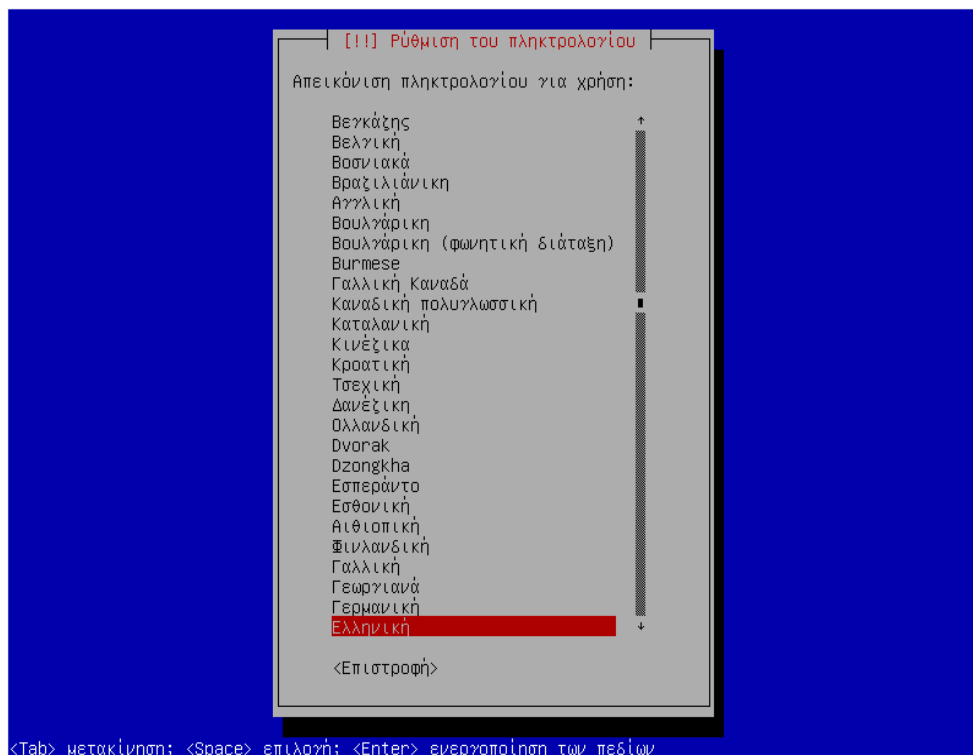 [!!] Ρύθμιση του πληκτρολογίου
Απεικόνιση πληκτρολογίου για χρήση:
Βεγκάζης
Βελγική
Βοσνιακά
Βραζιλιάνικη
Αγγλική
Βουλγάρικη
Βουλγάρικη (φωνητική διάταξη)
Burmese
Γαλλική Καναδά
Καναδική πολυγλωσσική
Καταλανική
Κινέζικα
Κροατική
Τσεχική
Δανέζικη
Ολλανδική
Dvorak
Dzongkha
Εσπεράντο
Εσθονική
Αιθιοπική
Φινλανδική
Γαλλική
Γεωργιανά
Γερμανική
Ελληνική
<Επιστροφή>
<Tab> μετακίνηση; <Space> επιλογή; <Enter> ενεργοποίηση των πεδίων